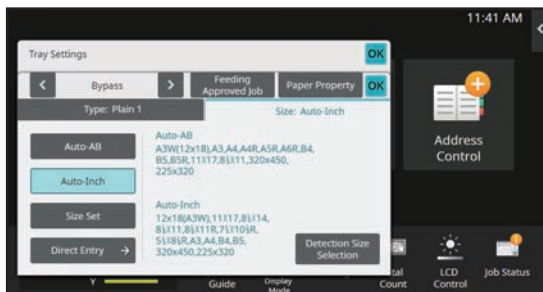 11:41 AM
Tray Settings
OK
Bypass
Feeding
Approved Job
Paper Property
OK
Type: Plain 1
Size: Auto-Inch
Auto-AB
Auto-AB
A3W(12x18),A3,A4,A4R,A5R,A6R,B4,
B5,B5R,11X17,8½X11,320x450,
225x320
Auto-Inch
Size Set
Auto-Inch
12x18(A3W),11X17,8½X14,
8½X11,8½X11R,7¼X10½R,
5½X8½R,A3,A4,B4,B5,
320x450,225x320
Direct Entry →
Detection Size
Selection
Address
Control
Y
Guide
Display
Mode
tal
Count
LCD
Control
Job Status